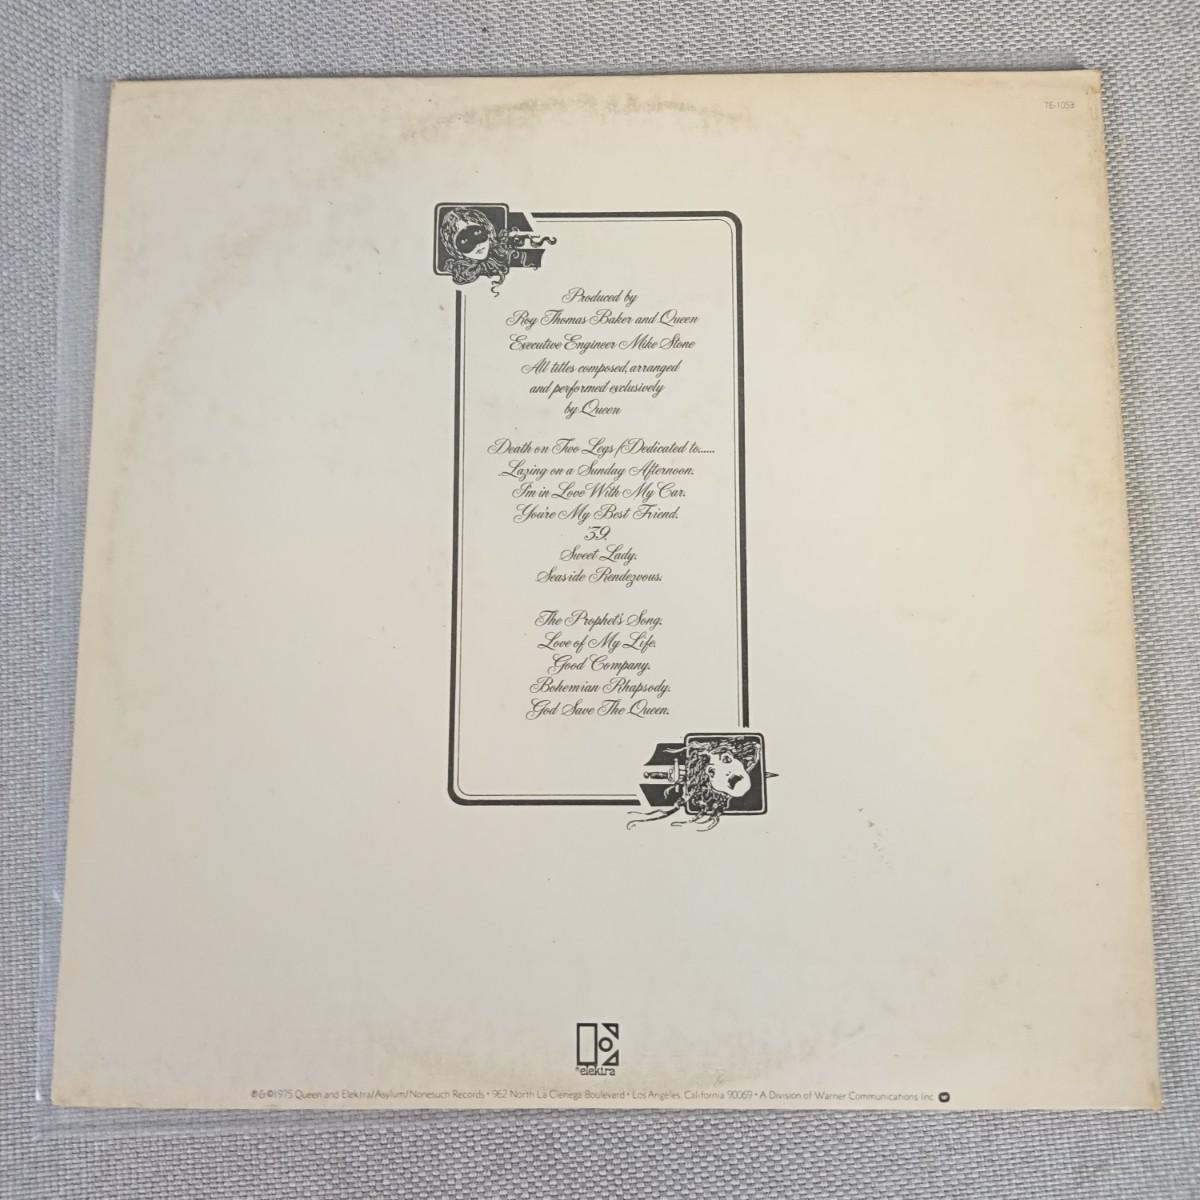 7E-1053
Produced by
Roy Thomas Baker and Queen
Executive Engineer Mike Stone
All titles composed, arranged
and performed exclusively
by Queen
Death on Two Legs (Dedicated to......
Lazing on a Sunday Afternoon.
I'm in Love With My Car.
You're My Best Friend.
'39.
Sweet Lady.
Seaside Rendezvous.
The Prophet's Song.
Love of My Life.
Good Company.
Bohemian Rhapsody.
God Save The Queen.
elektra
℗&©1975 Queen and Elektra/Asylum/Nonesuch Records • 962 North La Cienega Boulevard • Los Angeles, California 90069 • A Division of Warner Communications Inc.